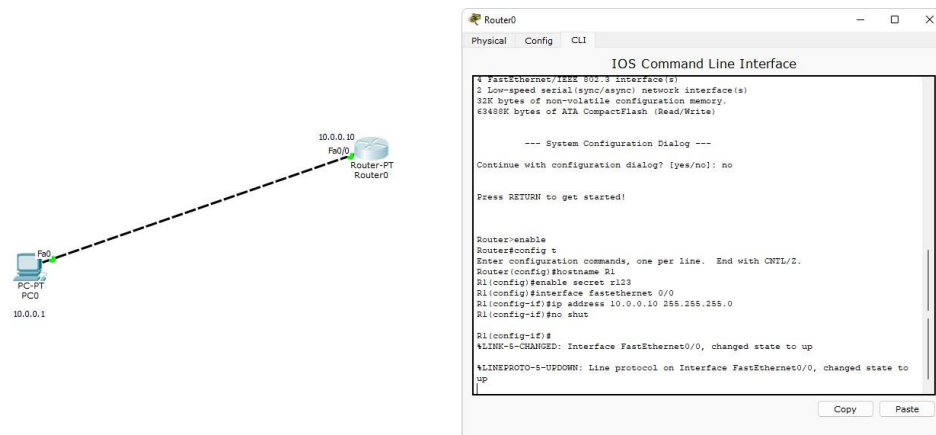 10.0.0.10
Fa0/0
Router-PT
Router0
Fa0
PC-PT
PC0
10.0.0.1
Router0
Physical Config CLI
IOS Command Line Interface
4 FastEthernet/IEEE 802.3 interface(s)
2 Low-speed serial(sync/async) network interface(s)
32K bytes of non-volatile configuration memory.
63488K bytes of ATA CompactFlash (Read/Write)
--- System Configuration Dialog ---
Continue with configuration dialog? [yes/no]: no
Press RETURN to get started!
Router>enable
Router#config t
Enter configuration commands, one per line.  End with CNTL/Z.
Router(config)#hostname R1
R1(config)#enable secret r123
R1(config)#interface fastethernet 0/0
R1(config-if)#ip address 10.0.0.10 255.255.255.0
R1(config-if)#no shut
R1(config-if)#
%LINK-5-CHANGED: Interface FastEthernet0/0, changed state to up
%LINEPROTO-5-UPDOWN: Line protocol on Interface FastEthernet0/0, changed state to
up
Copy Paste